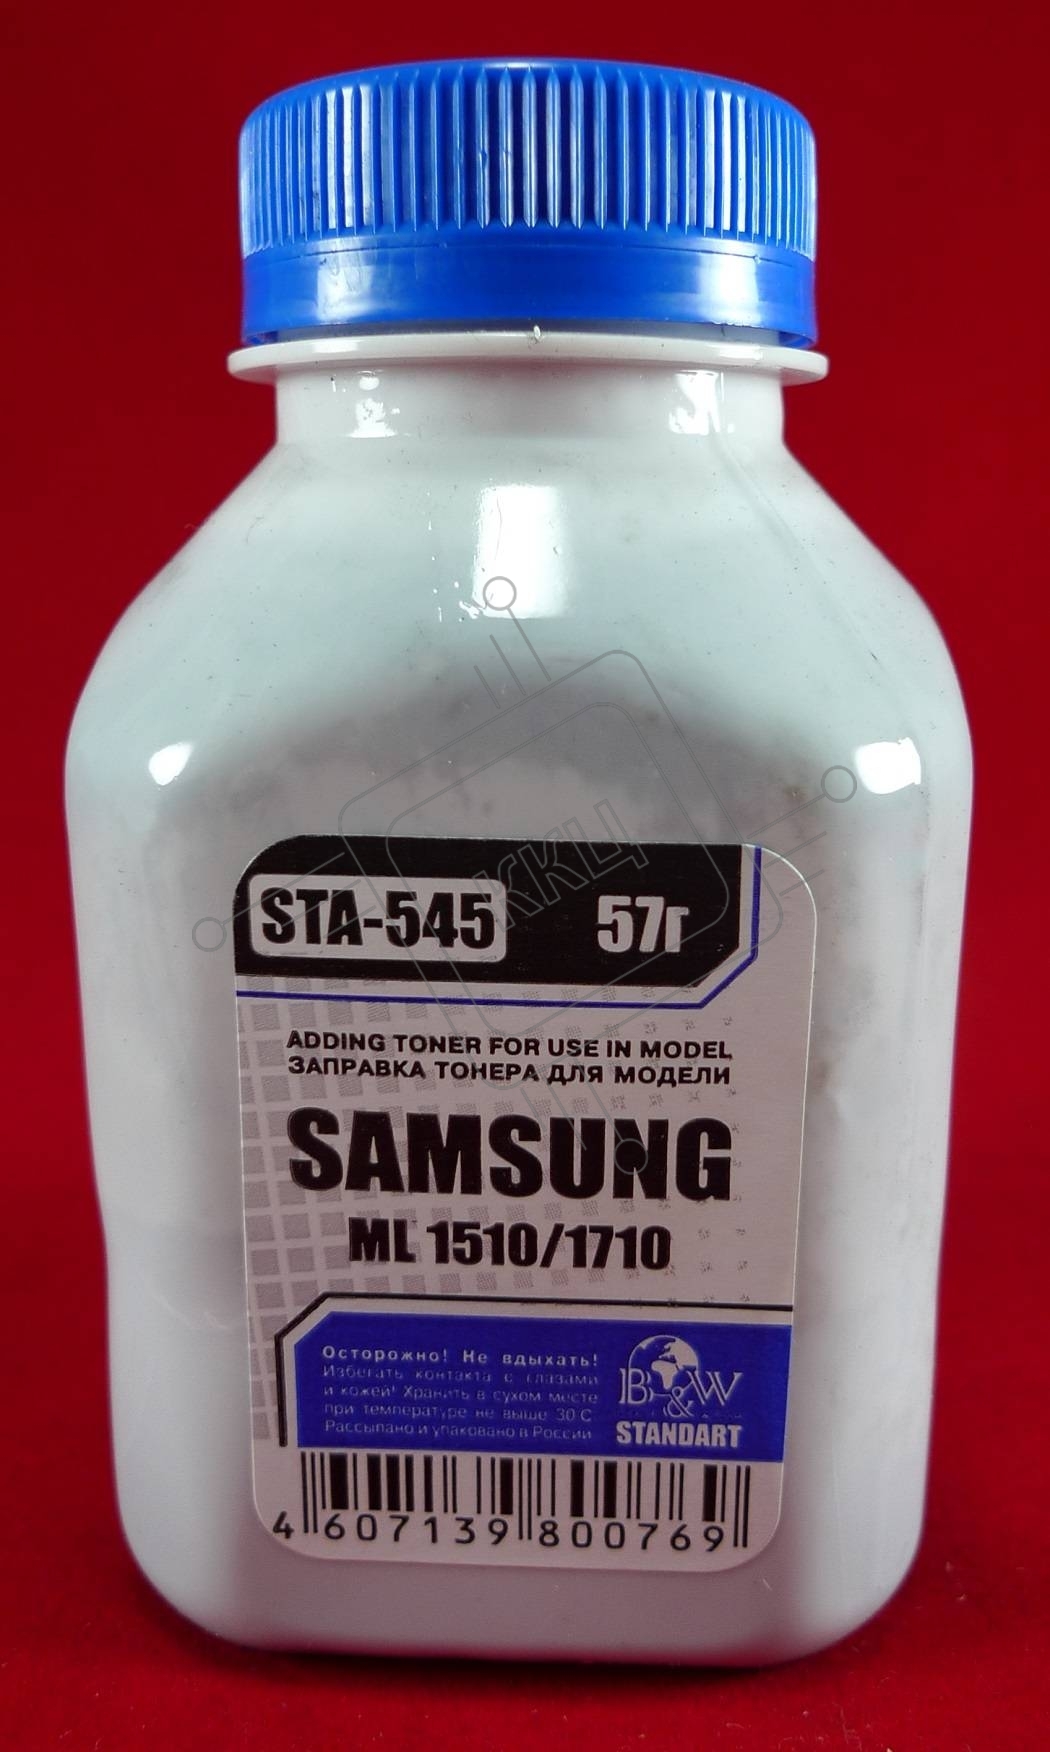 STA-545 57г
ADDING TONER FOR USE IN MODEL
ЗАПРАВКА ТОНЕРА ДЛЯ МОДЕЛИ
SAMSUNG
ML 1510/1710
Осторожно! Не вдыхать!
Избегать контакта с глазами
и кожей! Хранить в сухом месте
при температуре не выше 30 С
Рассыпано и упаковано в России
B&W
STANDART
4 607139 800769
ККЦ